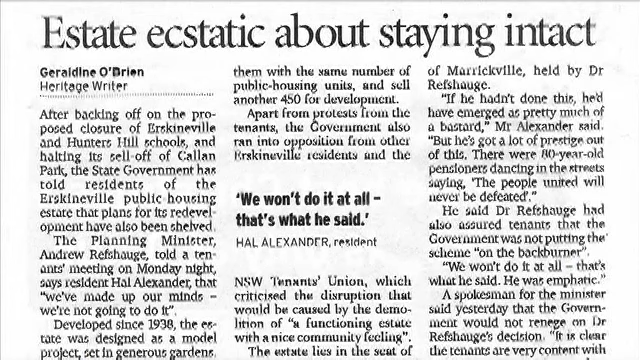 Estate ecstatic about staying intact
Geraldine O'Brien
Heritage Writer
After backing off on the pro-
posed closure of Erskineville
and Hunters Hill schools, and
halting its sell-off of Callan
Park, the State Government has
told residents of the
Erskineville public housing
estate that plans for its redevel-
opment have also been shelved.
The Planning Minister,
Andrew Refshauge, told a ten-
ants' meeting on Monday night,
says resident Hal Alexander, that
"we've made up our minds –
we're not going to do it".
Developed since 1938, the es-
tate was designed as a model
project, set in generous gardens.
them with the same number of
public-housing units, and sell
another 450 for development.
Apart from protests from the
tenants, the Government also
ran into opposition from other
Erskineville residents and the
'We won't do it at all –
that's what he said.'
HAL ALEXANDER, resident
NSW Tenants' Union, which
criticised the disruption that
would be caused by the demo-
lition of "a functioning estate
with a nice community feeling".
The estate lies in the seat of
of Marrickville, held by Dr
Refshauge.
"If he hadn't done this, he'd
have emerged as pretty much of
a bastard," Mr Alexander said.
"But he's got a lot of prestige out
of this. There were 80-year-old
pensioners dancing in the streets
saying, 'The people united will
never be defeated'."
He said Dr Refshauge had
also assured tenants that the
Government was not putting the
scheme "on the backburner".
"We won't do it at all – that's
what he said. He was emphatic."
A spokesman for the minister
said yesterday that the Govern-
ment would not renege on Dr
Refshauge's decision. "It is clear
the tenants are very content with